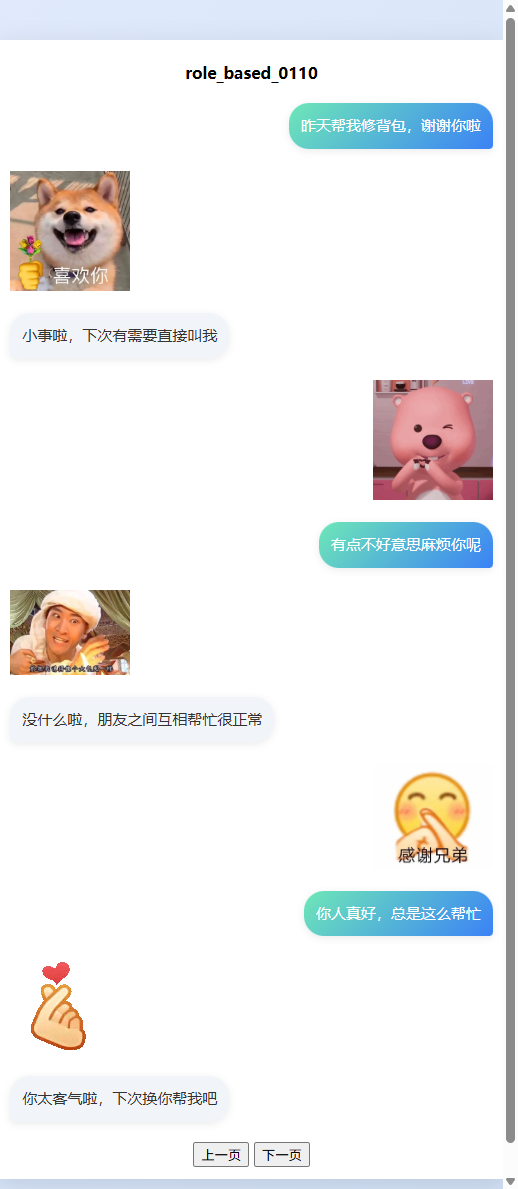 role_based_0110
昨天帮我修背包，谢谢你啦
喜欢你
小事啦，下次有需要直接叫我
有点不好意思麻烦你呢
没什么啦，朋友之间互相帮忙很正常
感谢兄弟
你人真好，总是这么帮忙
你太客气啦，下次换你帮我吧
上一页 下一页